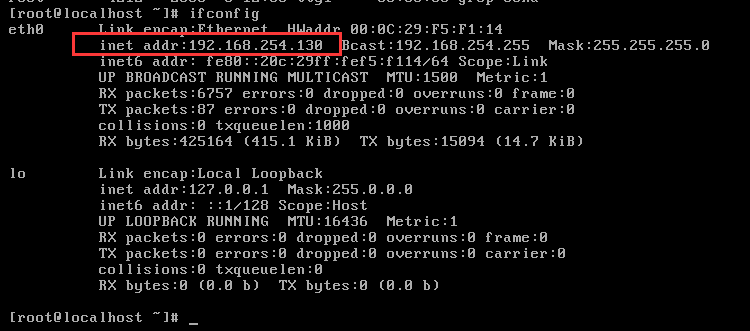 [root@localhost ~]# ifconfig
eth0 Link encap:Ethernet HWaddr 00:0C:29:F5:F1:14
inet addr:192.168.254.130 Bcast:192.168.254.255 Mask:255.255.255.0
inet6 addr: fe80::20c:29ff:fef5:f114/64 Scope:Link
UP BROADCAST RUNNING MULTICAST MTU:1500 Metric:1
RX packets:6757 errors:0 dropped:0 overruns:0 frame:0
TX packets:87 errors:0 dropped:0 overruns:0 carrier:0
collisions:0 txqueuelen:1000
RX bytes:425164 (415.1 KiB) TX bytes:15094 (14.7 KiB)
lo Link encap:Local Loopback
inet addr:127.0.0.1 Mask:255.0.0.0
inet6 addr: ::1/128 Scope:Host
UP LOOPBACK RUNNING MTU:16436 Metric:1
RX packets:0 errors:0 dropped:0 overruns:0 frame:0
TX packets:0 errors:0 dropped:0 overruns:0 carrier:0
collisions:0 txqueuelen:0
RX bytes:0 (0.0 b) TX bytes:0 (0.0 b)
[root@localhost ~]# _